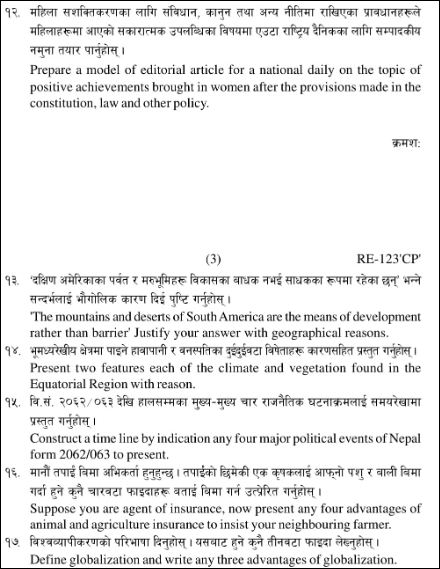 १२. महिला सशक्तिकरणका लागि संविधान, कानुन तथा अन्य नीतिमा राखिएका प्रावधानहरूले
महिलाहरूमा आएको सकारात्मक उपलब्धिका विषयमा एउटा राष्ट्रिय दैनिकका लागि सम्पादकीय
नमुना तयार पार्नुहोस् ।
Prepare a model of editorial article for a national daily on the topic of
positive achievements brought in women after the provisions made in the
constitution, law and other policy.
क्रमश:
(3) RE-123'CP'
१३. 'दक्षिण अमेरिकाका पर्वत र मरुभूमिहरू विकासका बाधक नभई साधकका रूपमा रहेका छन्' भन्ने
सन्दर्भलाई भौगोलिक कारण दिई पुष्टि गर्नुहोस् ।
'The mountains and deserts of South America are the means of development
rather than barrier' Justify your answer with geographical reasons.
१४. भूमध्यरेखीय क्षेत्रमा पाइने हावापानी र वनस्पतिका दुईदुईवटा विषेताहरू कारणसहित प्रस्तुत गर्नुहोस् ।
Present two features each of the climate and vegetation found in the
Equatorial Region with reason.
१५. वि.सं. २०६२/०६३ देखि हालसम्मका मुख्य-मुख्य चार राजनैतिक घटनाक्रमलाई समयरेखामा
प्रस्तुत गर्नुहोस् ।
Construct a time line by indication any four major political events of Nepal
form 2062/063 to present.
१६. मानौं तपाईं बिमा अभिकर्ता हुनुहुन्छ । तपाईंको छिमेकी एक कृषकलाई आफ्नो पशु र वाली बिमा
गर्दा हुने कुनै चारवटा फाइदाहरू बताई बिमा गर्न उत्प्रेरित गर्नुहोस् ।
Suppose you are agent of insurance, now present any four advantages of
animal and agriculture insurance to insist your neighbouring farmer.
१७. विश्वव्यापीकरणको परिभाषा दिनुहोस् । यसबाट हुने कुनै तीनवटा फाइदा लेख्नुहोस् ।
Define globalization and write any three advantages of globalization.